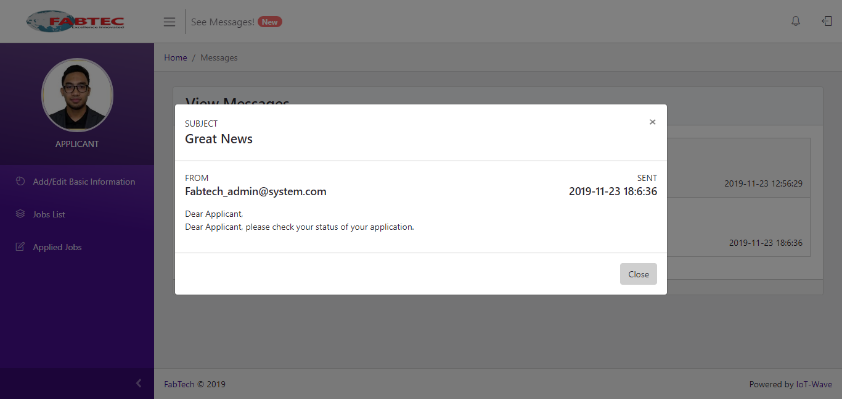 FABTEC
See Messages! New
Home / Messages
APPLICANT
Add/Edit Basic Information
Jobs List
Applied Jobs
View Messages
SUBJECT
×
Great News
FROM
SENT
Fabtech_admin@system.com
2019-11-23 18:6:36
Dear Applicant,
Dear Applicant, please check your status of your application.
Close
2019-11-23 12:56:29
2019-11-23 18:6:36
FabTech © 2019
Powered by IoT-Wave